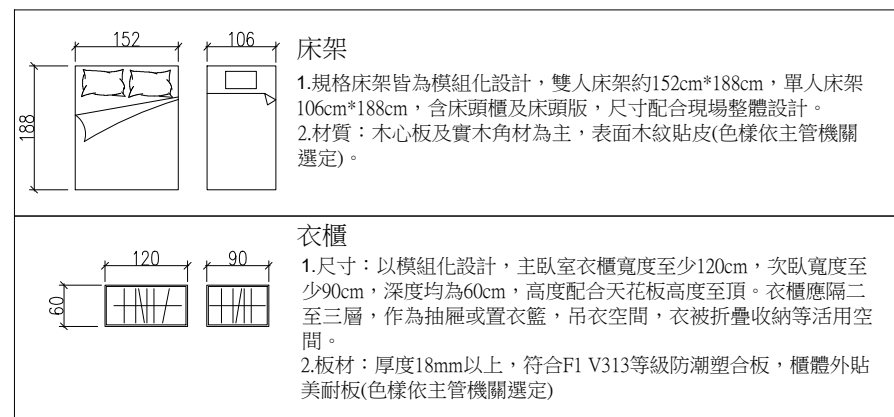 152
106
188
床架
1.規格床架皆為模組化設計，雙人床架約152cm*188cm，單人床架
106cm*188cm，含床頭櫃及床頭版，尺寸配合現場整體設計。
2.材質：木心板及實木角材為主，表面木紋貼皮(色樣依主管機關
選定)。
120
90
60
衣櫃
1.尺寸：以模組化設計，主臥室衣櫃寬度至少120cm，次臥寬度至
少90cm，深度均為60cm，高度配合天花板高度至頂。衣櫃應隔二
至三層，作為抽屜或置衣籃，吊衣空間，衣被折疊收納等活用空
間。
2.板材：厚度18mm以上，符合F1 V313等級防潮塑合板，櫃體外貼
美耐板(色樣依主管機關選定)